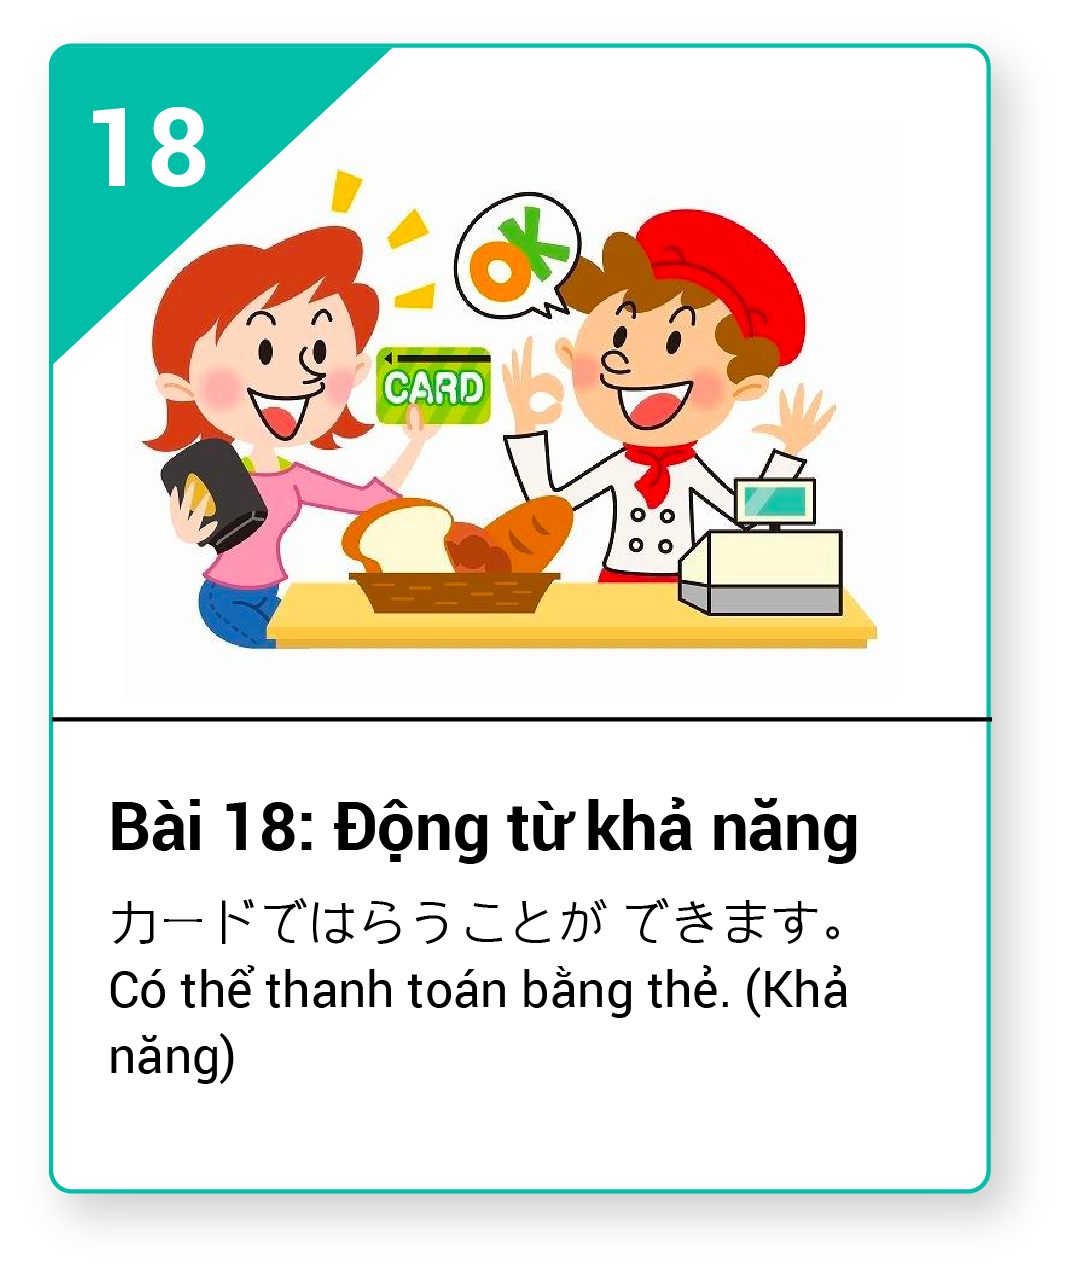 18
OK
CARD
Bài 18: Động từ khả năng
カードではらうことが できます。
Có thể thanh toán bằng thẻ. (Khả
năng)